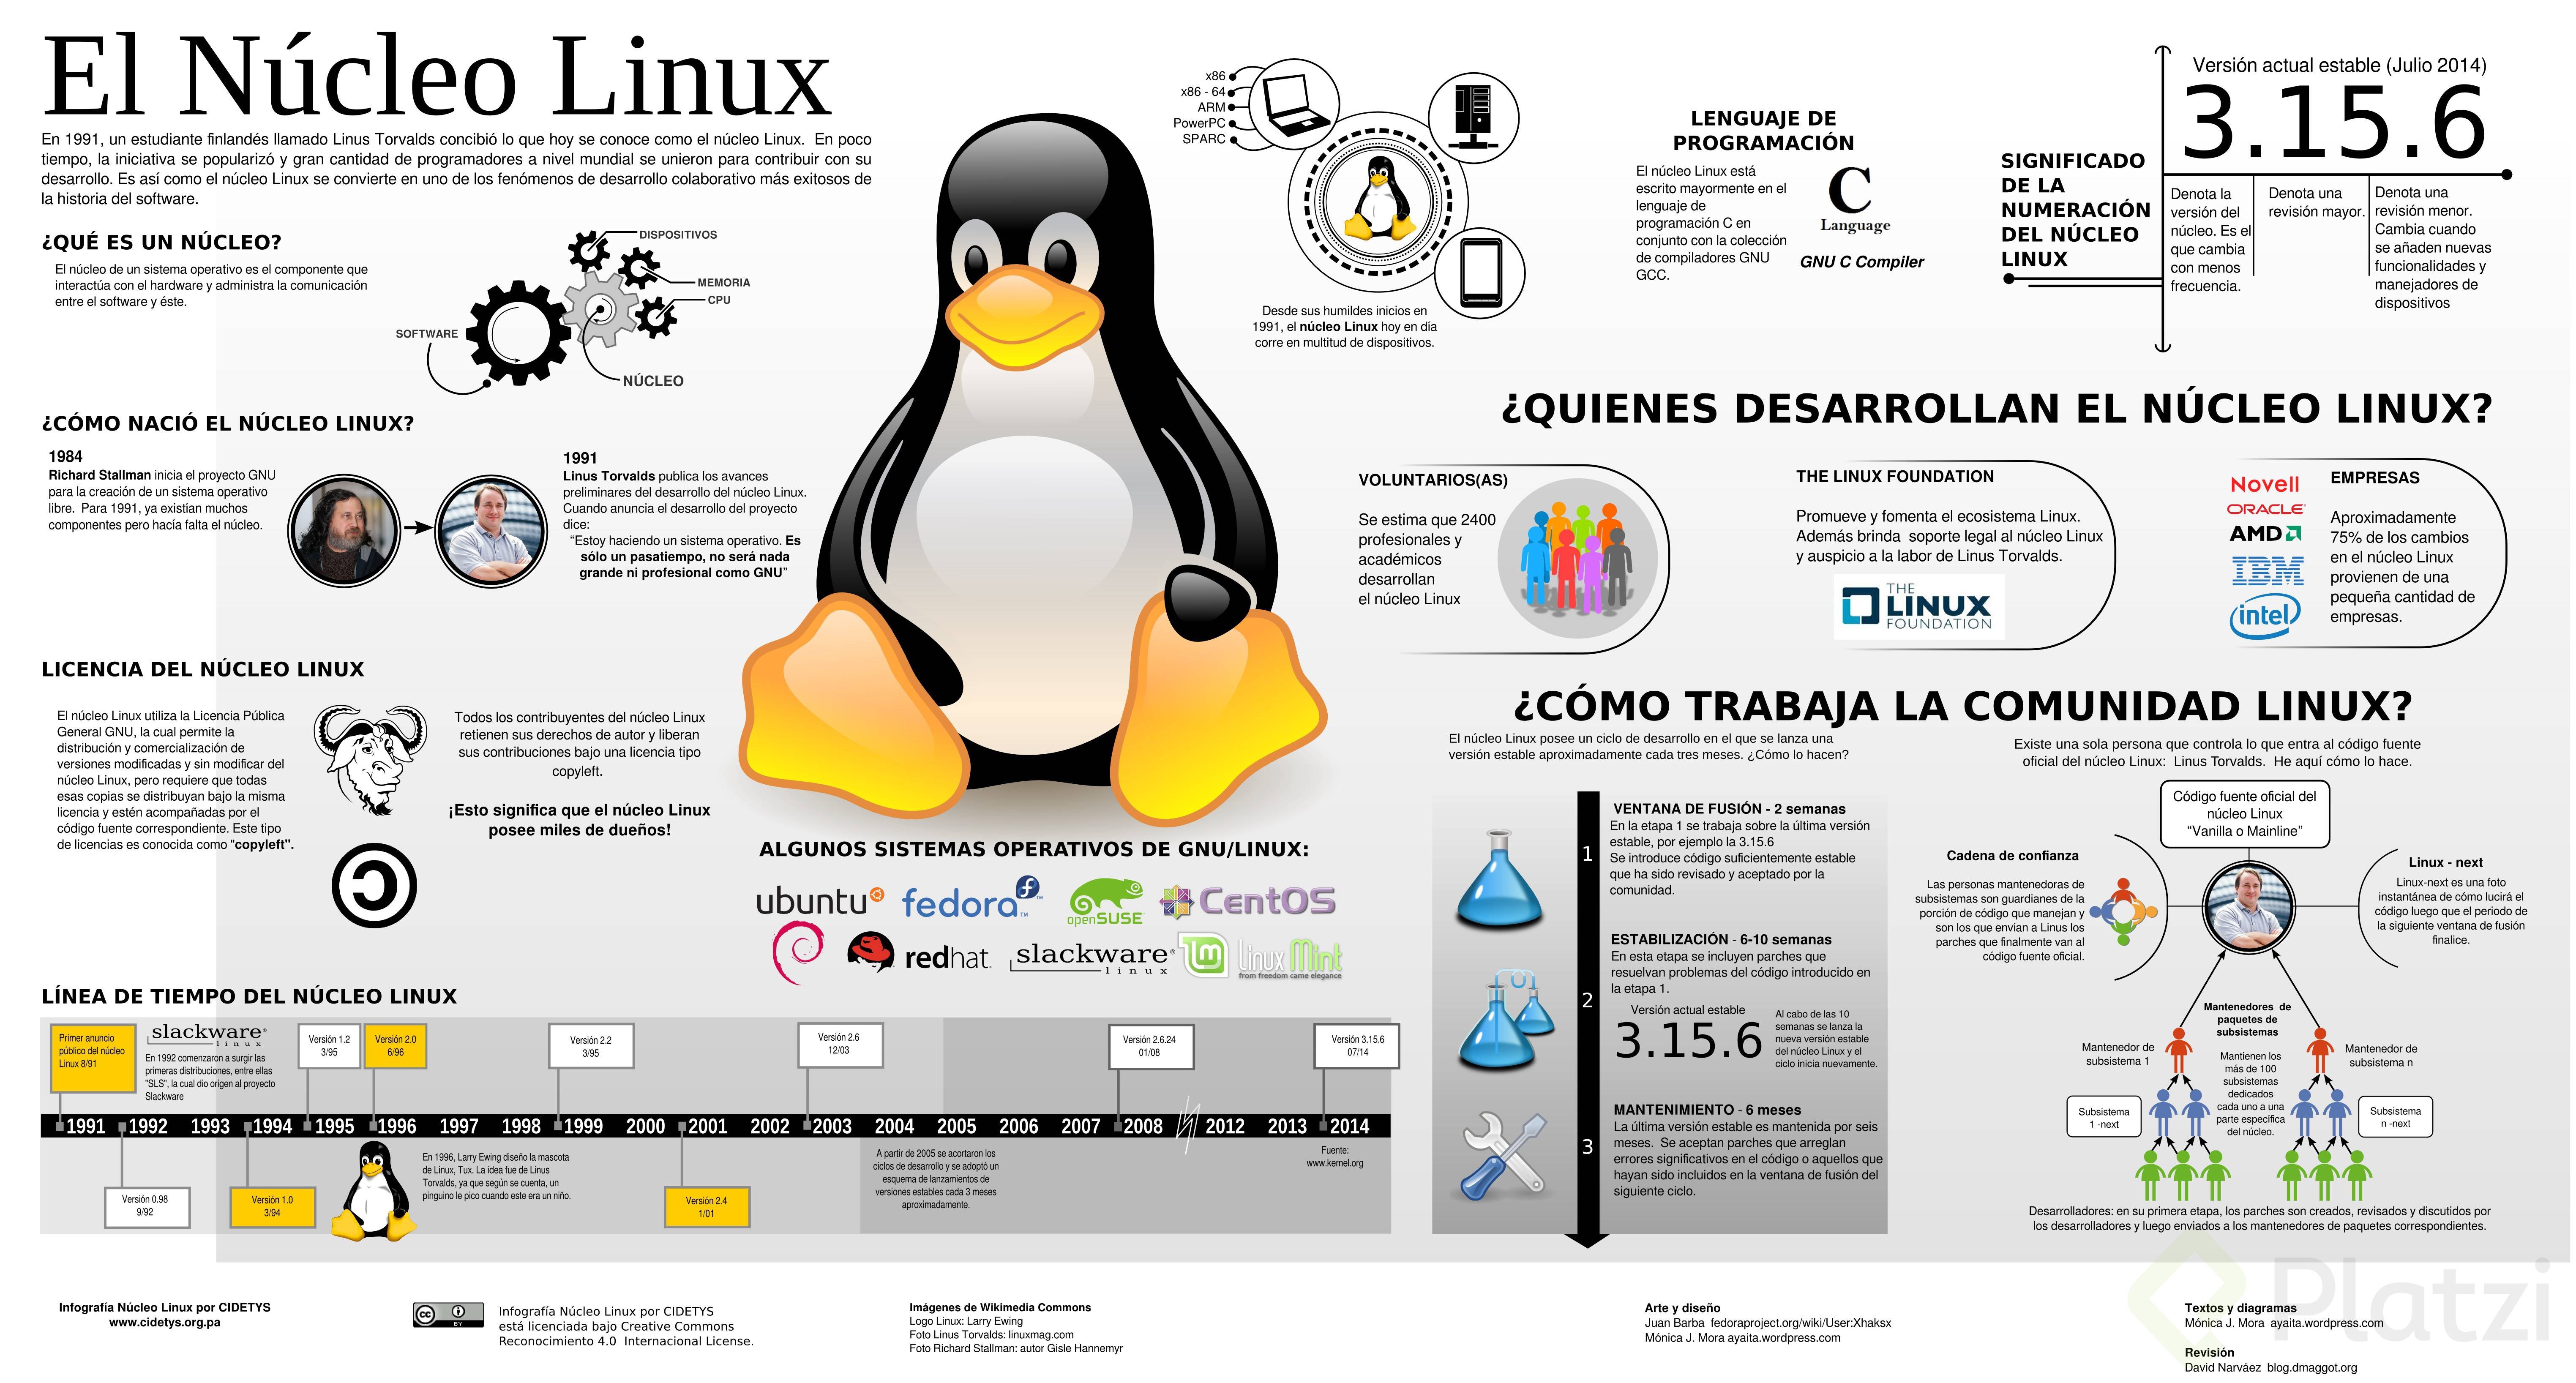 El Núcleo Linux
En 1991, un estudiante finlandés llamado Linus Torvalds concibió lo que hoy se conoce como el núcleo Linux. En poco
tiempo, la iniciativa se popularizó y gran cantidad de programadores a nivel mundial se unieron para contribuir con su
desarrollo. Es así como el núcleo Linux se convierte en uno de los fenómenos de desarrollo colaborativo más exitosos de
la historia del software.
¿QUÉ ES UN NÚCLEO?
El núcleo de un sistema operativo es el componente que
interactúa con el hardware y administra la comunicación
entre el software y éste.
DISPOSITIVOS
MEMORIA
CPU
SOFTWARE
NÚCLEO
¿CÓMO NACIÓ EL NÚCLEO LINUX?
1984
Richard Stallman inicia el proyecto GNU
para la creación de un sistema operativo
libre. Para 1991, ya existían muchos
componentes pero hacía falta el núcleo.
1991
Linus Torvalds publica los avances
preliminares del desarrollo del núcleo Linux.
Cuando anuncia el desarrollo del proyecto
dice:
“Estoy haciendo un sistema operativo. Es
sólo un pasatiempo, no será nada
grande ni profesional como GNU”
LICENCIA DEL NÚCLEO LINUX
El núcleo Linux utiliza la Licencia Pública
General GNU, la cual permite la
distribución y comercialización de
versiones modificadas y sin modificar del
núcleo Linux, pero requiere que todas
esas copias se distribuyan bajo la misma
licencia y estén acompañadas por el
código fuente correspondiente. Este tipo
de licencias es conocida como "copyleft".
Todos los contribuyentes del núcleo Linux
retienen sus derechos de autor y liberan
sus contribuciones bajo una licencia tipo
copyleft.
¡Esto significa que el núcleo Linux
posee miles de dueños!
x86
x86 - 64
ARM
PowerPC
SPARC
Desde sus humildes inicios en
1991, el núcleo Linux hoy en día
corre en multitud de dispositivos.
LENGUAJE DE
PROGRAMACIÓN
El núcleo Linux está
escrito mayormente en el
lenguaje de
programación C en
conjunto con la colección
de compiladores GNU
GCC.
C
Language
GNU C Compiler
SIGNIFICADO
DE LA
NUMERACIÓN
DEL NÚCLEO
LINUX
Versión actual estable (Julio 2014)
3.15.6
Denota la
versión del
núcleo. Es el
que cambia
con menos
frecuencia.
Denota una
revisión mayor.
Denota una
revisión menor.
Cambia cuando
se añaden nuevas
funcionalidades y
manejadores de
dispositivos
¿QUIENES DESARROLLAN EL NÚCLEO LINUX?
VOLUNTARIOS(AS)
Se estima que 2400
profesionales y
académicos
desarrollan
el núcleo Linux
THE LINUX FOUNDATION
Promueve y fomenta el ecosistema Linux.
Además brinda soporte legal al núcleo Linux
y auspicio a la labor de Linus Torvalds.
THE
LINUX
FOUNDATION
Novell
ORACLE
AMD
IBM
intel
EMPRESAS
Aproximadamente
75% de los cambios
en el núcleo Linux
provienen de una
pequeña cantidad de
empresas.
¿CÓMO TRABAJA LA COMUNIDAD LINUX?
El núcleo Linux posee un ciclo de desarrollo en el que se lanza una
versión estable aproximadamente cada tres meses. ¿Cómo lo hacen?
1
VENTANA DE FUSIÓN - 2 semanas
En la etapa 1 se trabaja sobre la última versión
estable, por ejemplo la 3.15.6
Se introduce código suficientemente estable
que ha sido revisado y aceptado por la
comunidad.
2
ESTABILIZACIÓN - 6-10 semanas
En esta etapa se incluyen parches que
resuelvan problemas del código introducido en
la etapa 1.
Versión actual estable
3.15.6
Al cabo de las 10
semanas se lanza la
nueva versión estable
del núcleo Linux y el
ciclo inicia nuevamente.
3
MANTENIMIENTO - 6 meses
La última versión estable es mantenida por seis
meses. Se aceptan parches que arreglan
errores significativos en el código o aquellos que
hayan sido incluidos en la ventana de fusión del
siguiente ciclo.
Existe una sola persona que controla lo que entra al código fuente
oficial del núcleo Linux: Linus Torvalds. He aquí cómo lo hace.
Código fuente oficial del
núcleo Linux
“Vanilla o Mainline”
Cadena de confianza
Las personas mantenedoras de
subsistemas son guardianes de la
porción de código que manejan y
son los que envían a Linus los
parches que finalmente van al
código fuente oficial.
Linux - next
Linux-next es una foto
instantánea de cómo lucirá el
código luego que el periodo de
la siguiente ventana de fusión
finalice.
Mantenedores de
paquetes de
subsistemas
Mantienen los
más de 100
subsistemas
dedicados
cada uno a una
parte específica
del núcleo.
Mantenedor de
subsistema 1
Mantenedor de
subsistema n
Subsistema
1 -next
Subsistema
n -next
Desarrolladores: en su primera etapa, los parches son creados, revisados y discutidos por
los desarrolladores y luego enviados a los mantenedores de paquetes correspondientes.
ALGUNOS SISTEMAS OPERATIVOS DE GNU/LINUX:
ubuntu
fedora
openSUSE
CentOS
redhat
slackware
linux
lm
linux Mint
from freedom came elegance
LÍNEA DE TIEMPO DEL NÚCLEO LINUX
Primer anuncio
público del núcleo
Linux 8/91
slackware
linux
En 1992 comenzaron a surgir las
primeras distribuciones, entre ellas
"SLS", la cual dio origen al proyecto
Slackware
Versión 1.2
3/95
Versión 2.0
6/96
Versión 2.2
3/95
Versión 2.6
12/03
Versión 2.6.24
01/08
Versión 3.15.6
07/14
1991 1992 1993 1994 1995 1996 1997 1998 1999 2000 2001 2002 2003 2004 2005 2006 2007 2008 2012 2013 2014
Versión 0.98
9/92
Versión 1.0
3/94
En 1996, Larry Ewing diseño la mascota
de Linux, Tux. La idea fue de Linus
Torvalds, ya que según se cuenta, un
pinguino le pico cuando este era un niño.
Versión 2.4
1/01
A partir de 2005 se acortaron los
ciclos de desarrollo y se adoptó un
esquema de lanzamientos de
versiones estables cada 3 meses
aproximadamente.
Fuente:
www.kernel.org
Infografía Núcleo Linux por CIDETYS
www.cidetys.org.pa
cc
BY
Infografía Núcleo Linux por CIDETYS
está licenciada bajo Creative Commons
Reconocimiento 4.0 Internacional License.
Imágenes de Wikimedia Commons
Logo Linux: Larry Ewing
Foto Linus Torvalds: linuxmag.com
Foto Richard Stallman: autor Gisle Hannemyr
Arte y diseño
Juan Barba fedoraproject.org/wiki/User:Xhaksx
Mónica J. Mora ayaita.wordpress.com
Textos y diagramas
Mónica J. Mora ayaita.wordpress.com
Revisión
David Narváez blog.dmaggot.org
Platzi